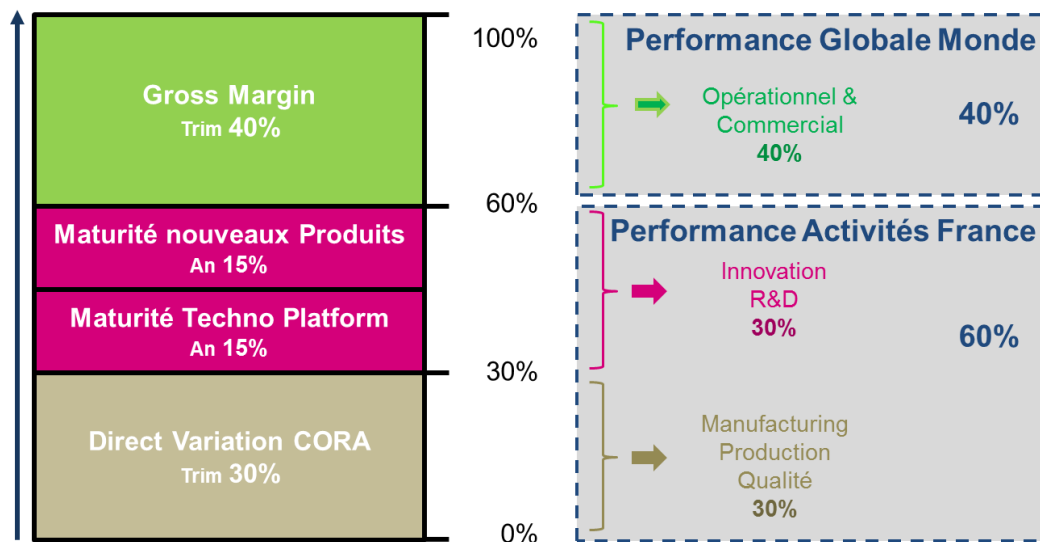 Gross Margin
Trim 40%
Maturité nouveaux Produits
An 15%
Maturité Techno Platform
An 15%
Direct Variation CORA
Trim 30%
100%
60%
30%
0%
Performance Globale Monde
Opérationnel &
Commercial
40%
40%
Performance Activités France
Innovation
R&D
30%
60%
Manufacturing
Production
Qualité
30%